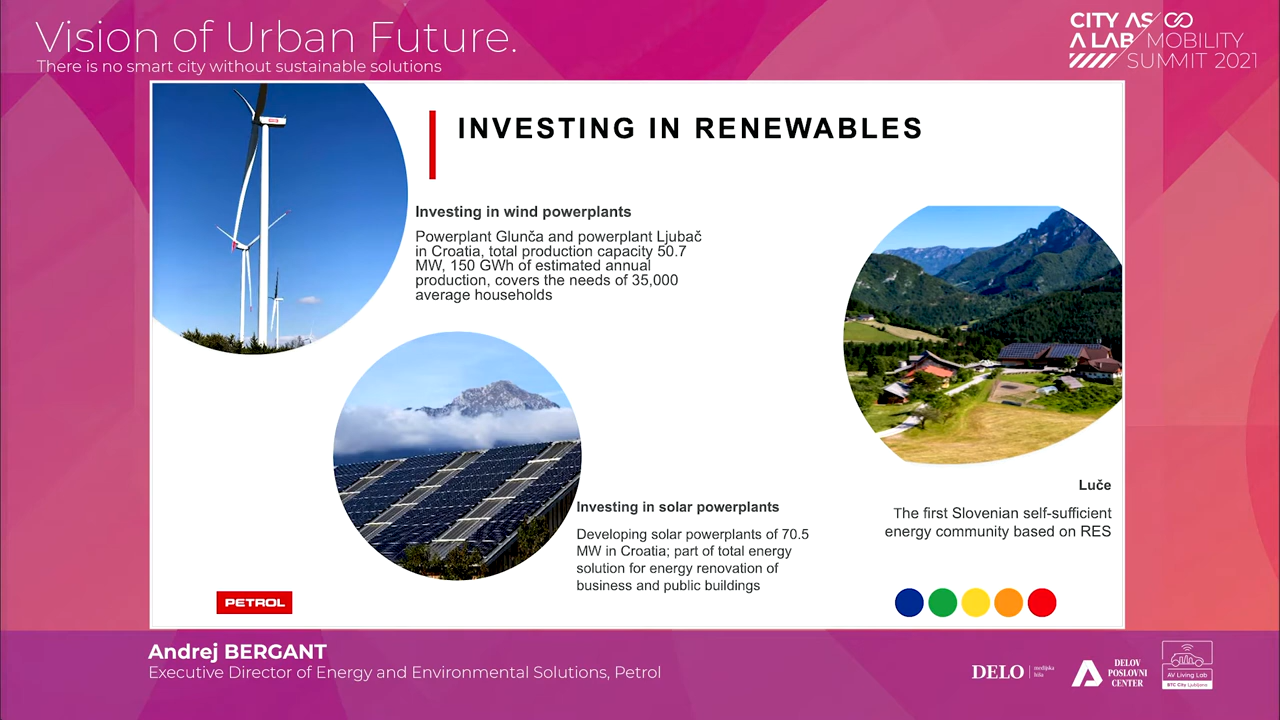 Vision of Urban Future.
There is no smart city without sustainable solutions
CITY AS
A LAB / MOBILITY
SUMMIT 2021
INVESTING IN RENEWABLES
Investing in wind powerplants
Powerplant Glunča and powerplant Ljubač
in Croatia, total production capacity 50.7
MW, 150 GWh of estimated annual
production, covers the needs of 35,000
average households
Investing in solar powerplants
Developing solar powerplants of 70.5
MW in Croatia; part of total energy
solution for energy renovation of
business and public buildings
Luče
The first Slovenian self-sufficient
energy community based on RES
PETROL
Andrej BERGANT
Executive Director of Energy and Environmental Solutions, Petrol
DELO
medijska
hiša
DELOV
POSLOVNI
CENTER
AV Living Lab
BTC City Ljubljana